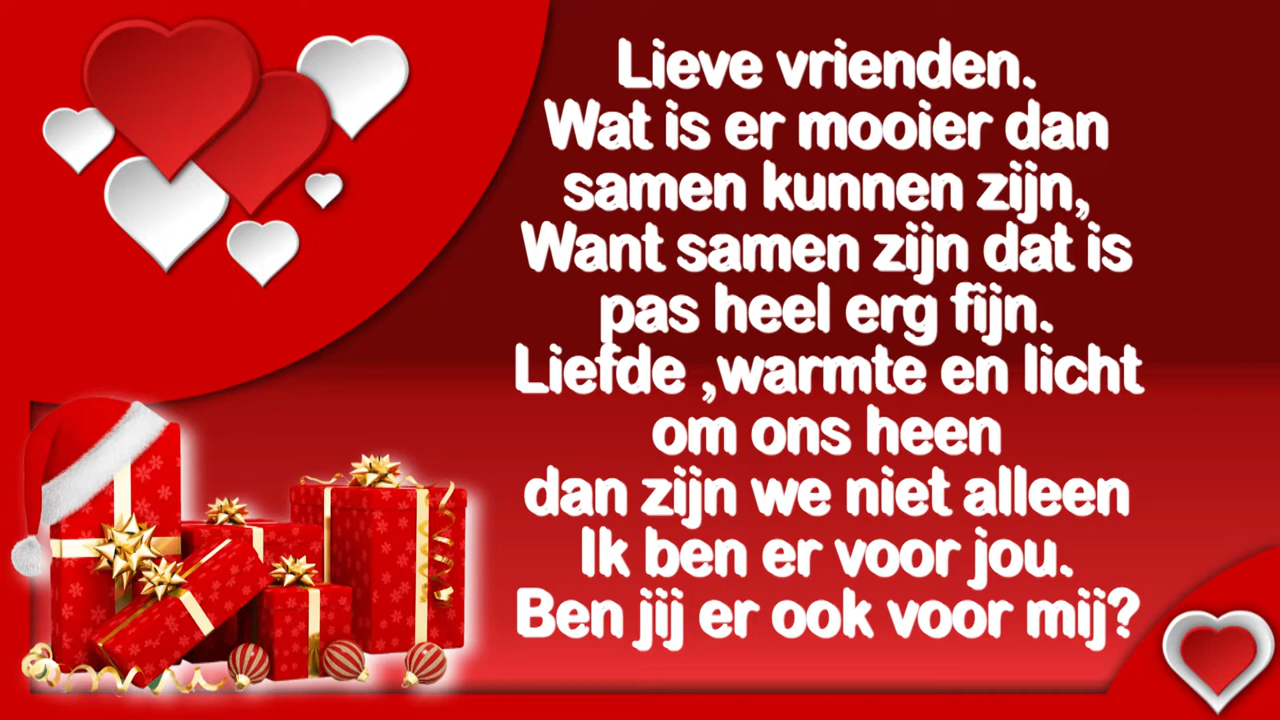 Lieve vrienden.
Wat is er mooier dan
samen kunnen zijn,
Want samen zijn dat is
pas heel erg fijn.
Liefde ,warmte en licht
om ons heen
dan zijn we niet alleen
Ik ben er voor jou.
Ben jij er ook voor mij?